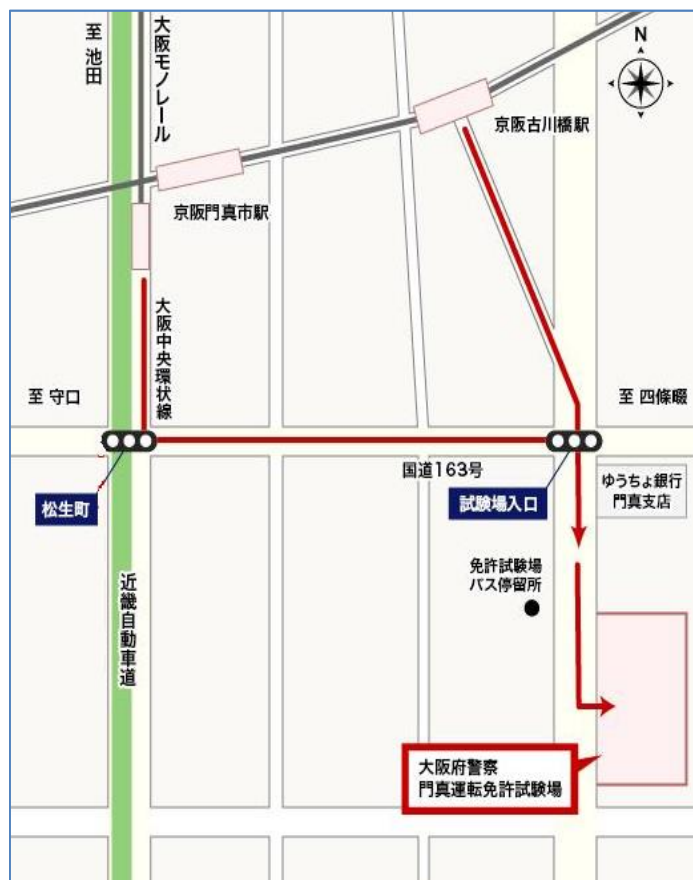 至 池田
大阪モノレール
N
京阪古川橋駅
京阪門真市駅
大阪中央環状線
至 守口
至 四條畷
国道163号
ゆうちょ銀行
門真支店
松生町
試験場入口
免許試験場
バス停留所
近畿自動車道
大阪府警察
門真運転免許試験場